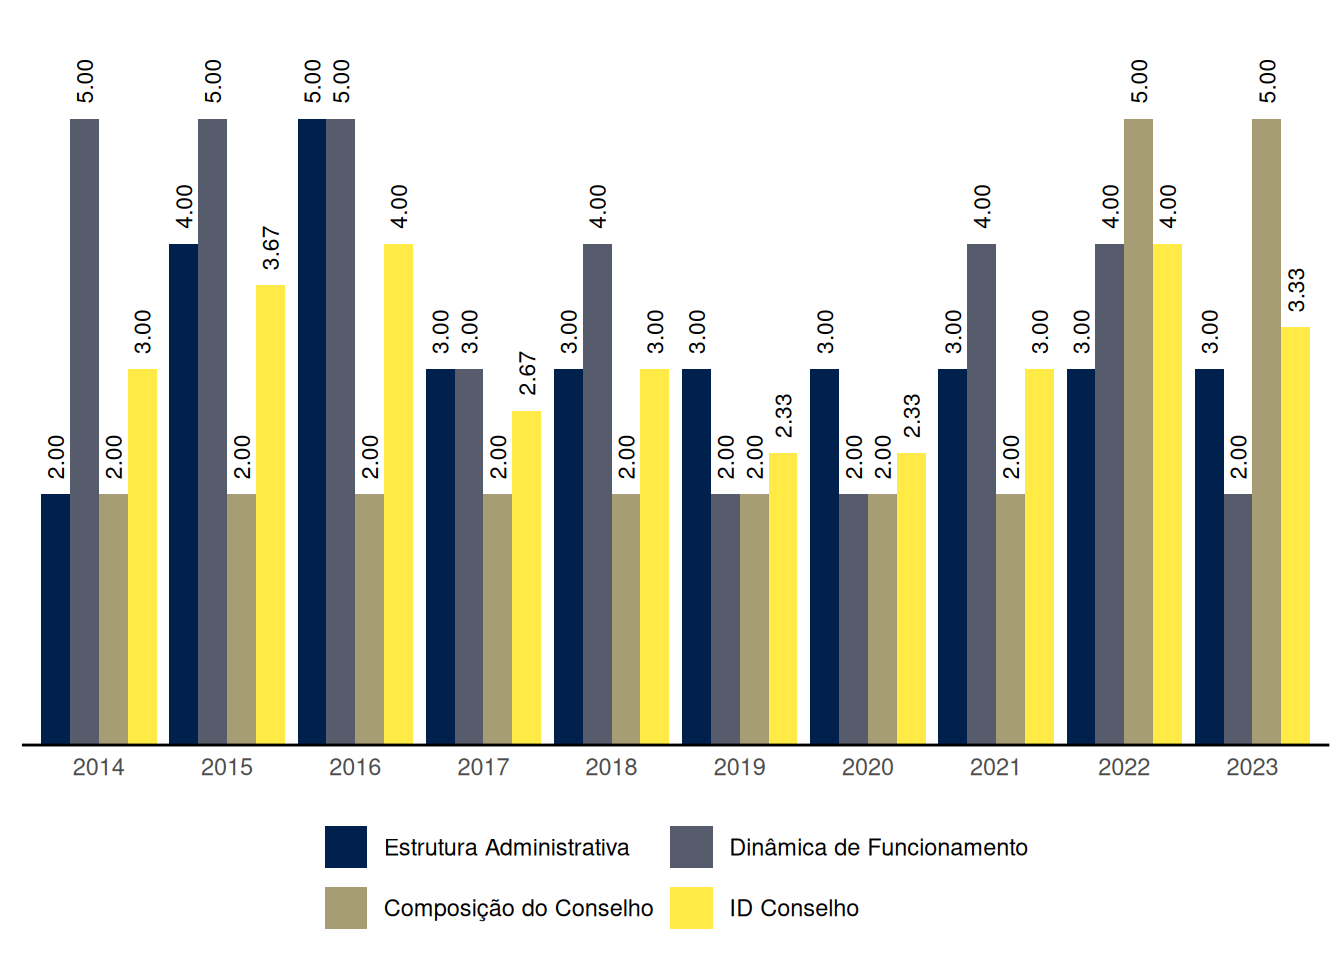 5.00 5.00 5.00 5.00 5.00 5.00
4.00 4.00 4.00 4.00 4.00 4.00
3.67
3.33
3.00 3.00 3.00 3.00 3.00 3.00 3.00 3.00 3.00 3.00 3.00
2.67
2.33 2.33
2.00 2.00 2.00 2.00 2.00 2.00 2.00 2.00 2.00 2.00 2.00 2.00
2014 2015 2016 2017 2018 2019 2020 2021 2022 2023
Estrutura Administrativa Dinâmica de Funcionamento
Composição do Conselho ID Conselho